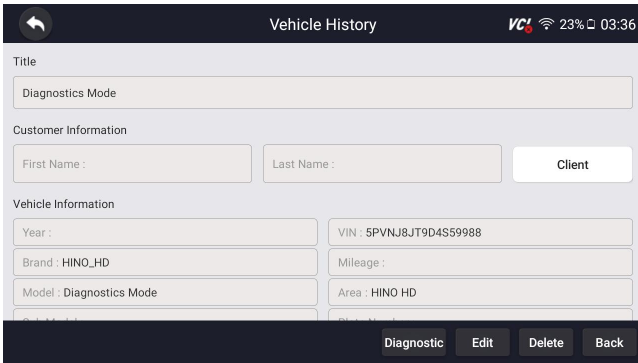 Vehicle History
VCI 23% 03:36
Title
Diagnostics Mode
Customer Information
First Name :
Last Name :
Client
Vehicle Information
Year :
VIN : 5PVNJ8JT9D4S59988
Brand : HINO_HD
Mileage :
Model : Diagnostics Mode
Area : HINO HD
Diagnostic
Edit
Delete
Back